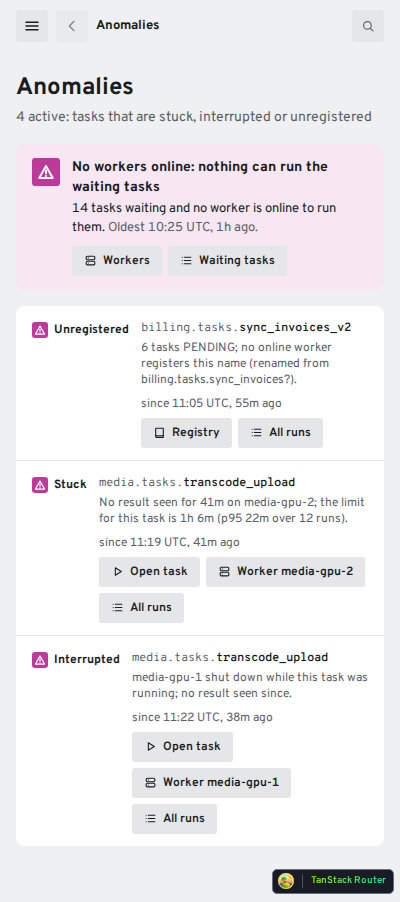 Anomalies
Anomalies
4 active: tasks that are stuck, interrupted or unregistered
No workers online: nothing can run the
waiting tasks
14 tasks waiting and no worker is online to run
them. Oldest 10:25 UTC, 1h ago.
Workers
Waiting tasks
Unregistered
billing.tasks.sync_invoices_v2
6 tasks PENDING; no online worker
registers this name (renamed from
billing.tasks.sync_invoices?).
since 11:05 UTC, 55m ago
Registry
All runs
Stuck
media.tasks.transcode_upload
No result seen for 41m on media-gpu-2; the limit
for this task is 1h 6m (p95 22m over 12 runs).
since 11:19 UTC, 41m ago
Open task
Worker media-gpu-2
All runs
Interrupted
media.tasks.transcode_upload
media-gpu-1 shut down while this task was
running; no result seen since.
since 11:22 UTC, 38m ago
Open task
Worker media-gpu-1
All runs
TanStack Router